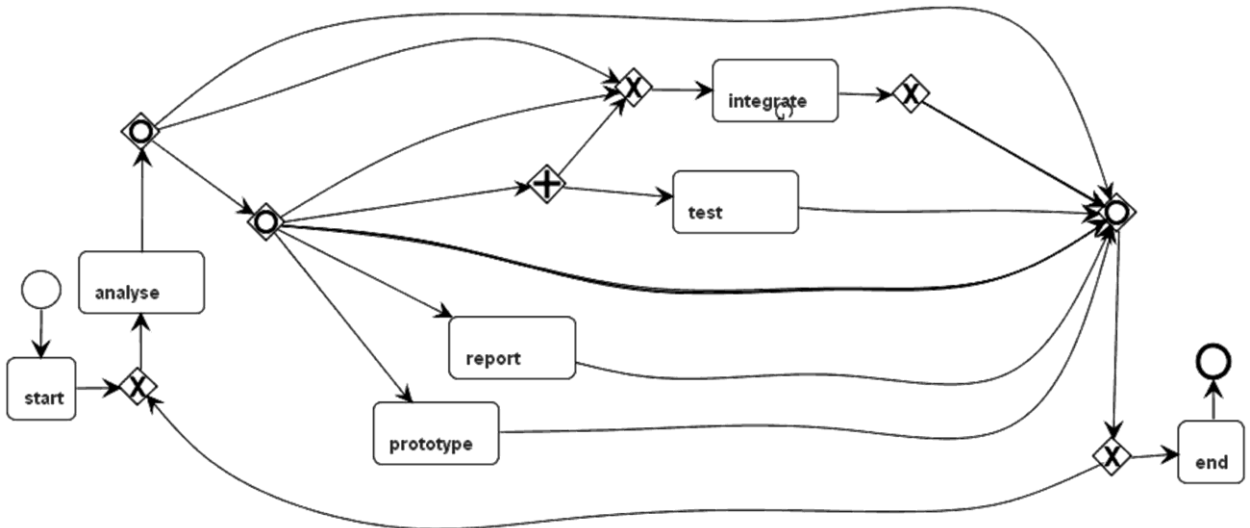 integrate
test
analyse
report
start
prototype
end